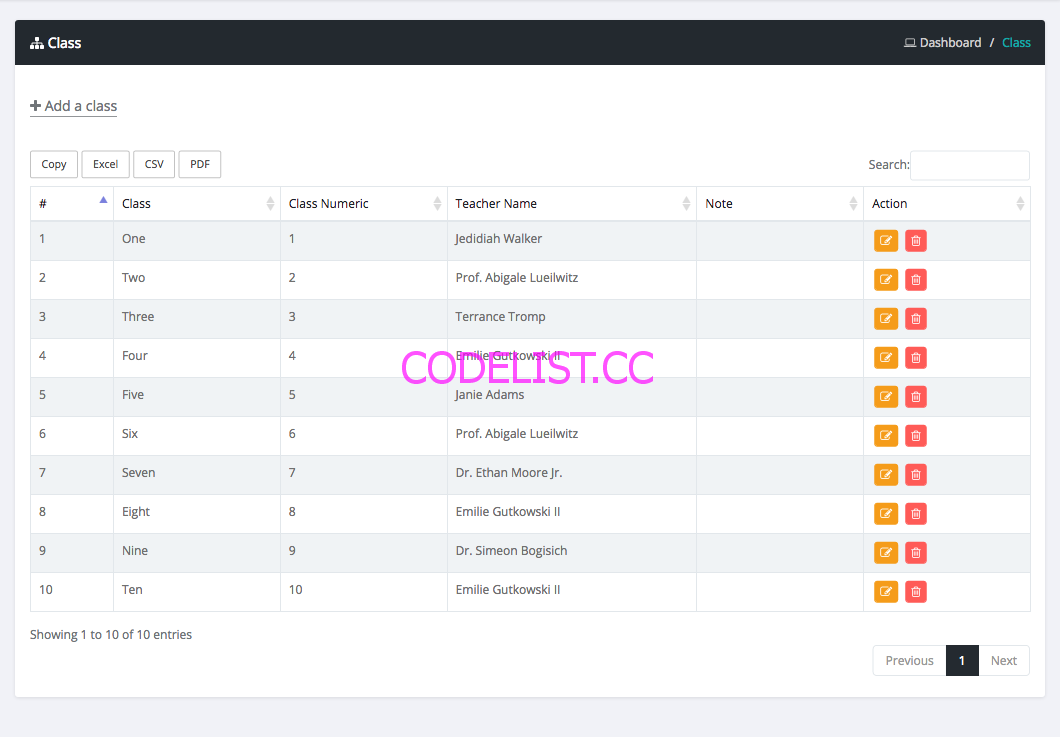 Class
Dashboard / Class
+ Add a class
Copy Excel CSV PDF Search:
# Class Class Numeric Teacher Name Note Action
1 One 1 Jedidiah Walker
2 Two 2 Prof. Abigale Lueilwitz
3 Three 3 Terrance Tromp
4 Four 4 Emilie Gutkowski II
CODELIST.CC
5 Five 5 Janie Adams
6 Six 6 Prof. Abigale Lueilwitz
7 Seven 7 Dr. Ethan Moore Jr.
8 Eight 8 Emilie Gutkowski II
9 Nine 9 Dr. Simeon Bogisich
10 Ten 10 Emilie Gutkowski II
Showing 1 to 10 of 10 entries
Previous 1 Next